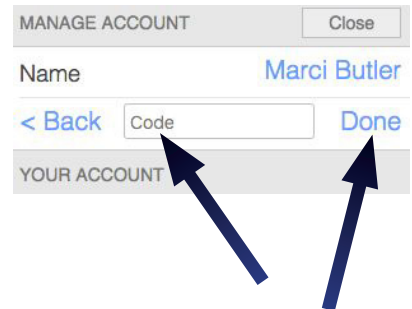 MANAGE ACCOUNT Close
Name Marci Butler
< Back Code Done
YOUR ACCOUNT